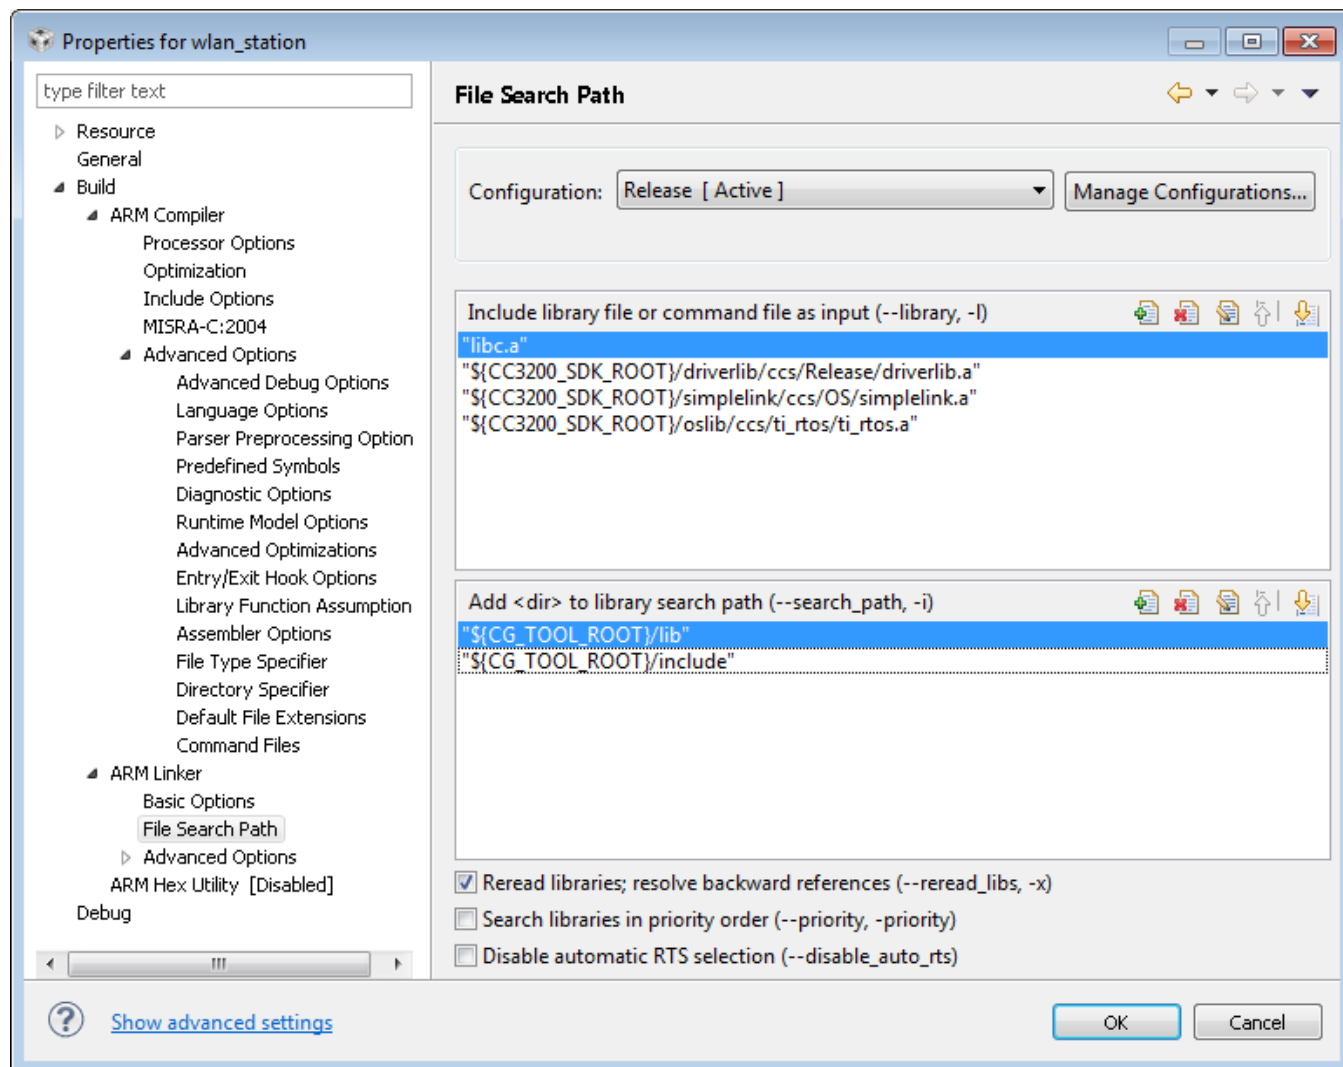 Properties for wlan_station
type filter text
Resource
General
Build
ARM Compiler
Processor Options
Optimization
Include Options
MISRA-C:2004
Advanced Options
Advanced Debug Options
Language Options
Parser Preprocessing Option
Predefined Symbols
Diagnostic Options
Runtime Model Options
Advanced Optimizations
Entry/Exit Hook Options
Library Function Assumption
Assembler Options
File Type Specifier
Directory Specifier
Default File Extensions
Command Files
ARM Linker
Basic Options
File Search Path
Advanced Options
ARM Hex Utility [Disabled]
Debug
File Search Path
Configuration: Release [ Active ] Manage Configurations...
Include library file or command file as input (--library, -l)
"libc.a"
"${CC3200_SDK_ROOT}/driverlib/ccs/Release/driverlib.a"
"${CC3200_SDK_ROOT}/simplelink/ccs/OS/simplelink.a"
"${CC3200_SDK_ROOT}/oslib/ccs/ti_rtos/ti_rtos.a"
Add <dir> to library search path (--search_path, -i)
"${CG_TOOL_ROOT}/lib"
"${CG_TOOL_ROOT}/include"
Reread libraries; resolve backward references (--reread_libs, -x)
Search libraries in priority order (--priority, -priority)
Disable automatic RTS selection (--disable_auto_rts)
Show advanced settings
OK Cancel